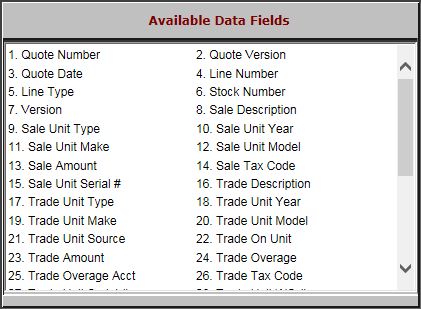 Available Data Fields
1. Quote Number 2. Quote Version
3. Quote Date 4. Line Number
5. Line Type 6. Stock Number
7. Version 8. Sale Description
9. Sale Unit Type 10. Sale Unit Year
11. Sale Unit Make 12. Sale Unit Model
13. Sale Amount 14. Sale Tax Code
15. Sale Unit Serial # 16. Trade Description
17. Trade Unit Type 18. Trade Unit Year
19. Trade Unit Make 20. Trade Unit Model
21. Trade Unit Source 22. Trade On Unit
23. Trade Amount 24. Trade Overage
25. Trade Overage Acct 26. Trade Tax Code